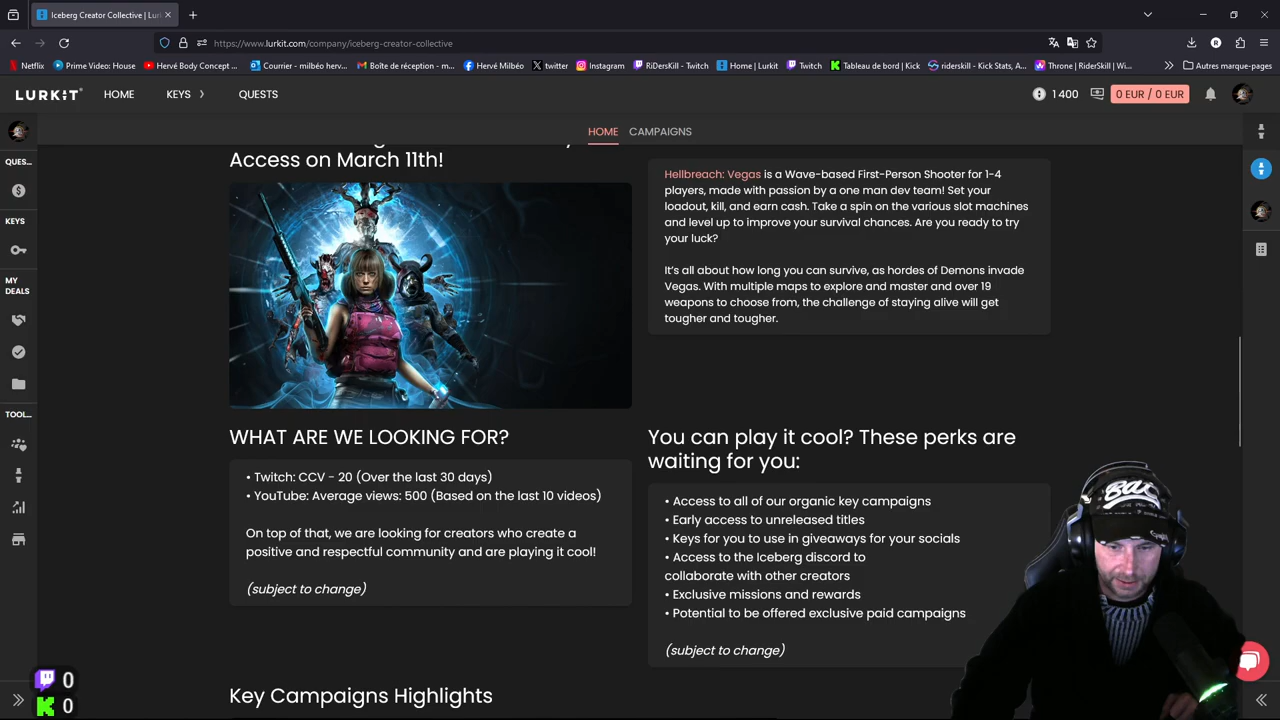 Iceberg Creator Collective | Lur
https://www.lurkit.com/company/iceberg-creator-collective
Netflix
Prime Video: House
Hervé Body Concept ...
Courrier - milbéo herv...
Boîte de réception - m...
Hervé Milbéo
twitter
Instagram
RiDersKill - Twitch
Home | Lurkit
Twitch
Tableau de bord | Kick
riderskill - Kick Stats, A...
Throne | RiderSkill | Wi...
Autres marque-pages
LURKIT
HOME
KEYS
QUESTS
1 400
0 EUR / 0 EUR
HOME
CAMPAIGNS
QUES...
KEYS
MY
DEALS
TOOL...
Access on March 11th!
Hellbreach: Vegas is a Wave-based First-Person Shooter for 1-4
players, made with passion by a one man dev team! Set your
loadout, kill, and earn cash. Take a spin on the various slot machines
and level up to improve your survival chances. Are you ready to try
your luck?
It's all about how long you can survive, as hordes of Demons invade
Vegas. With multiple maps to explore and master and over 19
weapons to choose from, the challenge of staying alive will get
tougher and tougher.
WHAT ARE WE LOOKING FOR?
• Twitch: CCV - 20 (Over the last 30 days)
• YouTube: Average views: 500 (Based on the last 10 videos)
On top of that, we are looking for creators who create a
positive and respectful community and are playing it cool!
(subject to change)
You can play it cool? These perks are
waiting for you:
• Access to all of our organic key campaigns
• Early access to unreleased titles
• Keys for you to use in giveaways for your socials
• Access to the Iceberg discord to
collaborate with other creators
• Exclusive missions and rewards
• Potential to be offered exclusive paid campaigns
(subject to change)
Key Campaigns Highlights
0
K 0